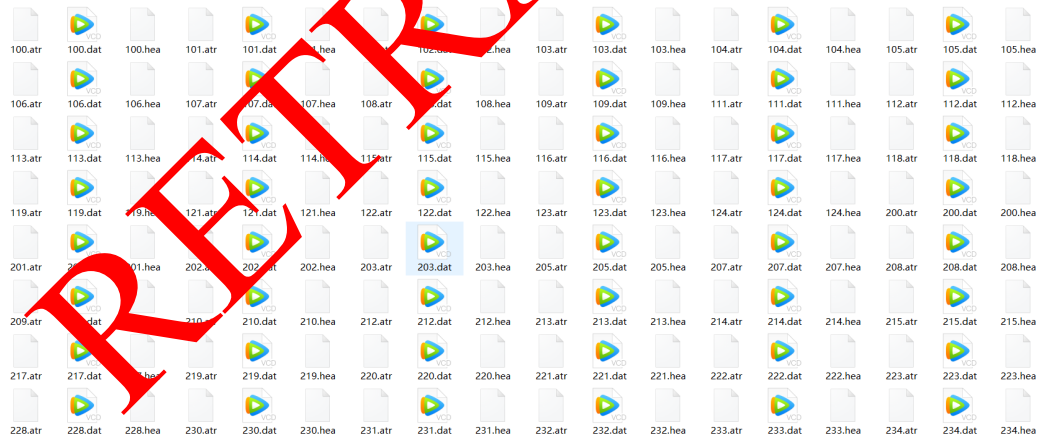 100.atr 100.dat 100.hea 101.atr 101.dat 103.atr 103.dat 103.hea 104.atr 104.dat 104.hea 105.atr 105.dat 105.hea
106.atr 106.dat 106.hea 107.atr 107.hea 108.atr 108.hea 109.atr 109.dat 109.hea 111.atr 111.dat 111.hea 112.atr 112.dat 112.hea
113.atr 113.dat 113.hea 114.dat 115.dat 115.hea 116.atr 116.dat 116.hea 117.atr 117.dat 117.hea 118.atr 118.dat 118.hea
119.atr 119.dat 121.atr 121.dat 121.hea 122.atr 122.dat 122.hea 123.atr 123.dat 123.hea 124.atr 124.dat 124.hea 200.atr 200.dat 200.hea
201.atr 202.dat 202.hea 203.atr 203.dat 203.hea 205.atr 205.dat 205.hea 207.atr 207.dat 207.hea 208.atr 208.dat 208.hea
209.atr 210.atr 210.dat 210.hea 212.atr 212.dat 212.hea 213.atr 213.dat 213.hea 214.atr 214.dat 214.hea 215.atr 215.dat 215.hea
217.atr 217.dat 219.atr 219.dat 219.hea 220.atr 220.dat 220.hea 221.atr 221.dat 221.hea 222.atr 222.dat 222.hea 223.atr 223.dat 223.hea
228.atr 228.dat 228.hea 230.atr 230.dat 230.hea 231.atr 231.dat 231.hea 232.atr 232.dat 232.hea 233.atr 233.dat 233.hea 234.atr 234.dat 234.hea
RETR